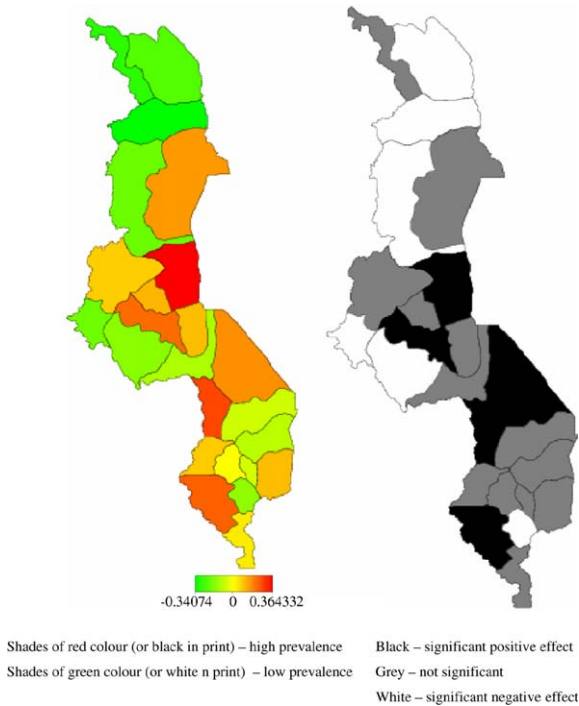 -0.34074 0 0.364332
Shades of red colour (or black in print) – high prevalence
Shades of green colour (or white n print) – low prevalence
Black – significant positive effect
Grey – not significant
White – significant negative effect